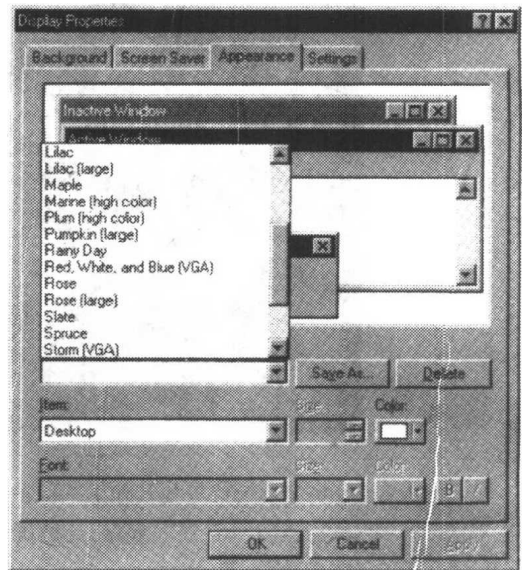 Display Properties
Background Screen Saver Appearance Settings
Inactive Window
Active Window
Lilac
Lilac (large)
Maple
Marine (high color)
Plum (high color)
Pumpkin (large)
Rainy Day
Red, White, and Blue (VGA)
Rose
Rose (large)
Slate
Spruce
Storm (VGA)
Save As... Delete
Item: Size: Color:
Desktop
Font: Size: Color:
B I
OK Cancel Apply